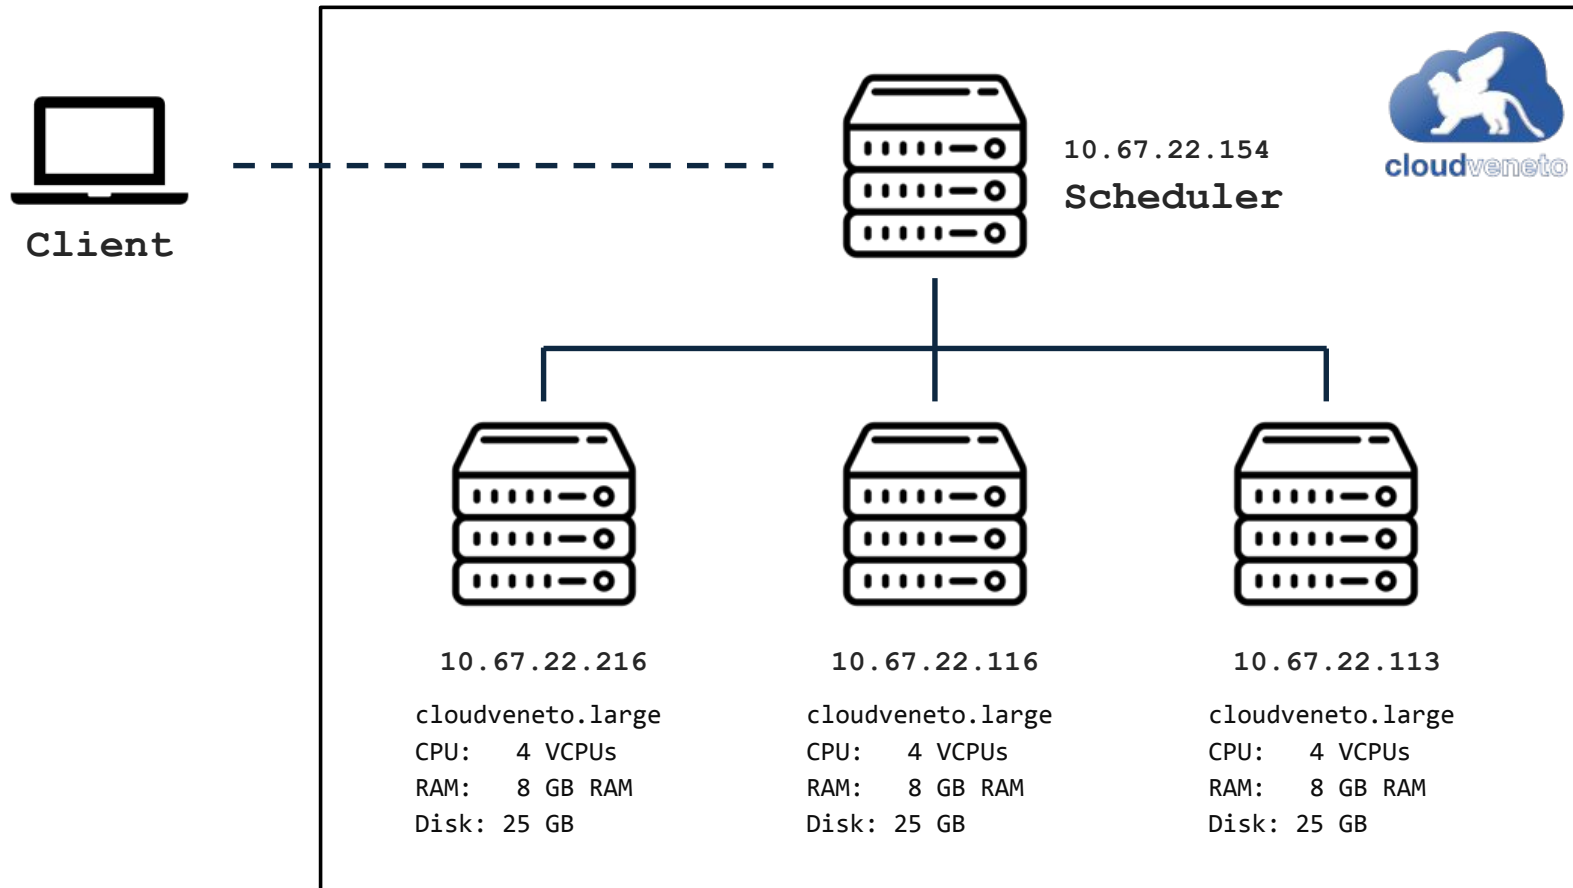 10.67.22.154
Scheduler
cloudveneto
Client
10.67.22.216
cloudveneto.large
CPU:   4 VCPUs
RAM:   8 GB RAM
Disk: 25 GB
10.67.22.116
cloudveneto.large
CPU:   4 VCPUs
RAM:   8 GB RAM
Disk: 25 GB
10.67.22.113
cloudveneto.large
CPU:   4 VCPUs
RAM:   8 GB RAM
Disk: 25 GB